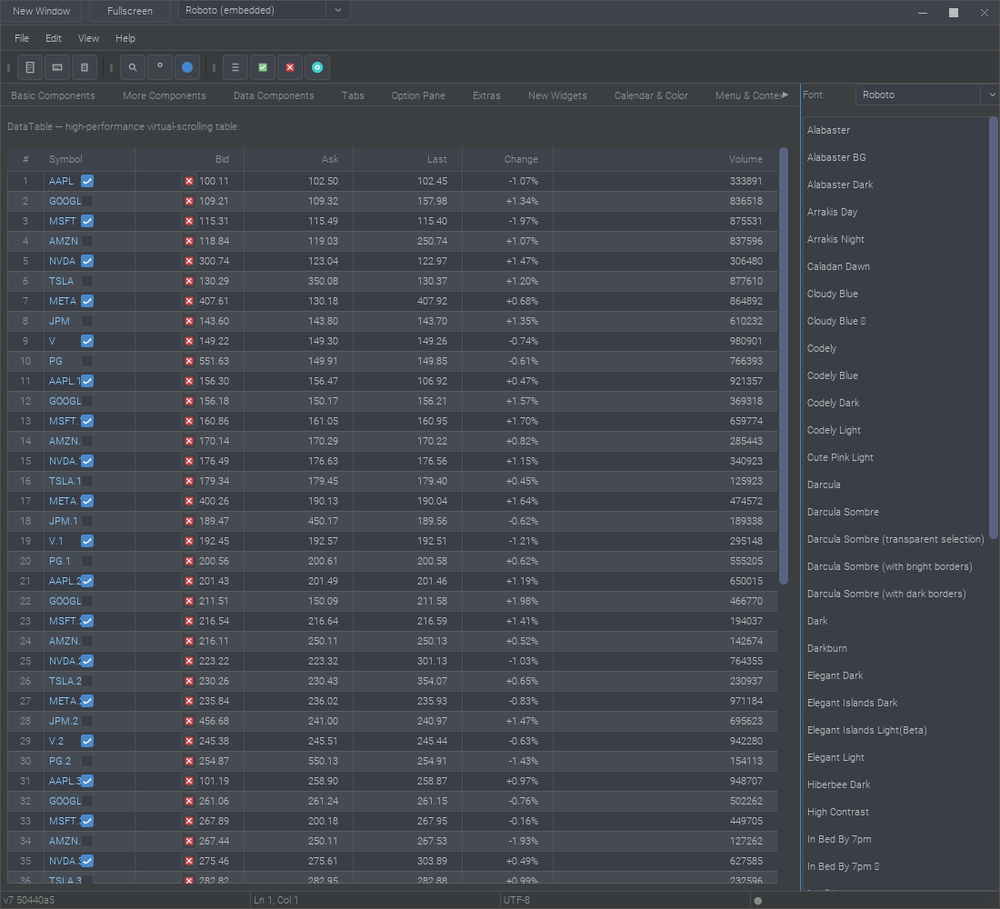 New Window Fullscreen Roboto (embedded)
File Edit View Help
Basic Components More Components Data Components Tabs Option Pane Extras New Widgets Calendar & Color Menu & Contex
DataTable — high-performance virtual-scrolling table:
# Symbol Bid Ask Last Change Volume
1 AAPL 100.11 102.50 102.45 -1.07% 333891
2 GOOGL 109.21 109.32 157.98 +1.34% 836518
3 MSFT 115.31 115.49 115.40 -1.97% 875531
4 AMZN 118.84 119.03 250.74 +1.07% 837596
5 NVDA 300.74 123.04 122.97 +1.47% 306480
6 TSLA 130.29 350.08 130.37 +1.20% 877610
7 META 407.61 130.18 407.92 +0.68% 864892
8 JPM 143.60 143.80 143.70 +1.35% 610232
9 V 149.22 149.30 149.26 -0.74% 980901
10 PG 551.63 149.91 149.85 -0.61% 766393
11 AAPL.1 156.30 156.47 106.92 +0.47% 921357
12 GOOGL 156.18 150.17 156.21 +1.57% 369318
13 MSFT. 160.86 161.05 160.95 +1.70% 659774
14 AMZN. 170.14 170.29 170.22 +0.82% 285443
15 NVDA. 176.49 176.63 176.56 +1.15% 340923
16 TSLA.1 179.34 179.45 179.40 +0.45% 125923
17 META. 400.26 190.13 190.04 +1.64% 474572
18 JPM.1 189.47 450.17 189.56 -0.62% 189338
19 V.1 192.45 192.57 192.51 -1.21% 295148
20 PG.1 200.56 200.61 200.58 +0.62% 555205
21 AAPL.2 201.43 201.49 201.46 +1.19% 650015
22 GOOGL 211.51 150.09 211.58 +1.98% 466770
23 MSFT.2 216.54 216.64 216.59 +1.41% 194037
24 AMZN. 216.11 250.11 250.13 +0.52% 142674
25 NVDA.2 223.22 223.32 301.13 -1.03% 764355
26 TSLA.2 230.26 230.43 354.07 +0.65% 230937
27 META. 235.84 236.02 235.93 -0.83% 971184
28 JPM.2 456.68 241.00 240.97 +1.47% 695623
29 V.2 245.38 245.51 245.44 -0.63% 942280
30 PG.2 254.87 550.13 254.91 -1.43% 154113
31 AAPL.3 101.19 258.90 258.87 +0.97% 948707
32 GOOGL 261.06 261.24 261.15 -0.76% 502262
33 MSFT. 267.89 200.18 267.95 -0.16% 449705
34 AMZN. 267.44 250.11 267.53 -1.93% 127262
35 NVDA.3 275.46 275.61 303.89 +0.49% 627585
36 TSLA.3 282.82 282.95 282.88 +0.99% 232596
Font: Roboto
Alabaster
Alabaster BG
Alabaster Dark
Arrakis Day
Arrakis Night
Caladan Dawn
Cloudy Blue
Cloudy Blue
Codely
Codely Blue
Codely Dark
Codely Light
Cute Pink Light
Darcula
Darcula Sombre
Darcula Sombre (transparent selection)
Darcula Sombre (with bright borders)
Darcula Sombre (with dark borders)
Dark
Darkburn
Elegant Dark
Elegant Islands Dark
Elegant Islands Light(Beta)
Elegant Light
Hiberbee Dark
High Contrast
In Bed By 7pm
In Bed By 7pm
v7 50440a5 Ln 1, Col 1 UTF-8